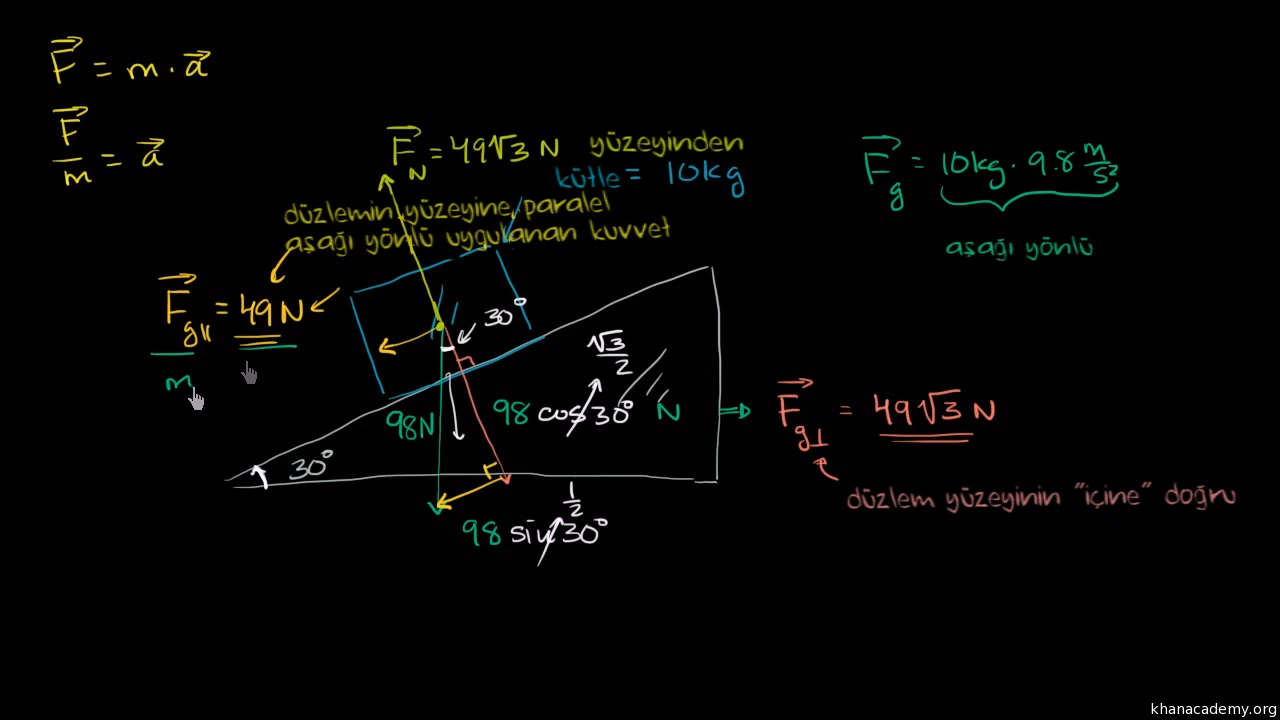 F = m · a
F/m = a
F_N = 49√3 N yüzeyinden
kütle = 10kg
düzlemin yüzeyine paralel
aşağı yönlü uygulanan kuvvet
F_g = 10kg · 9.8 m/s²
aşağı yönlü
F_g∥ = 49N
m
30°
√3/2
98N
98 cos 30° N ⇒ F_g⊥ = 49√3 N
30°
düzlem yüzeyinin "içine" doğru
1/2
98 sin 30°
khanacademy.org